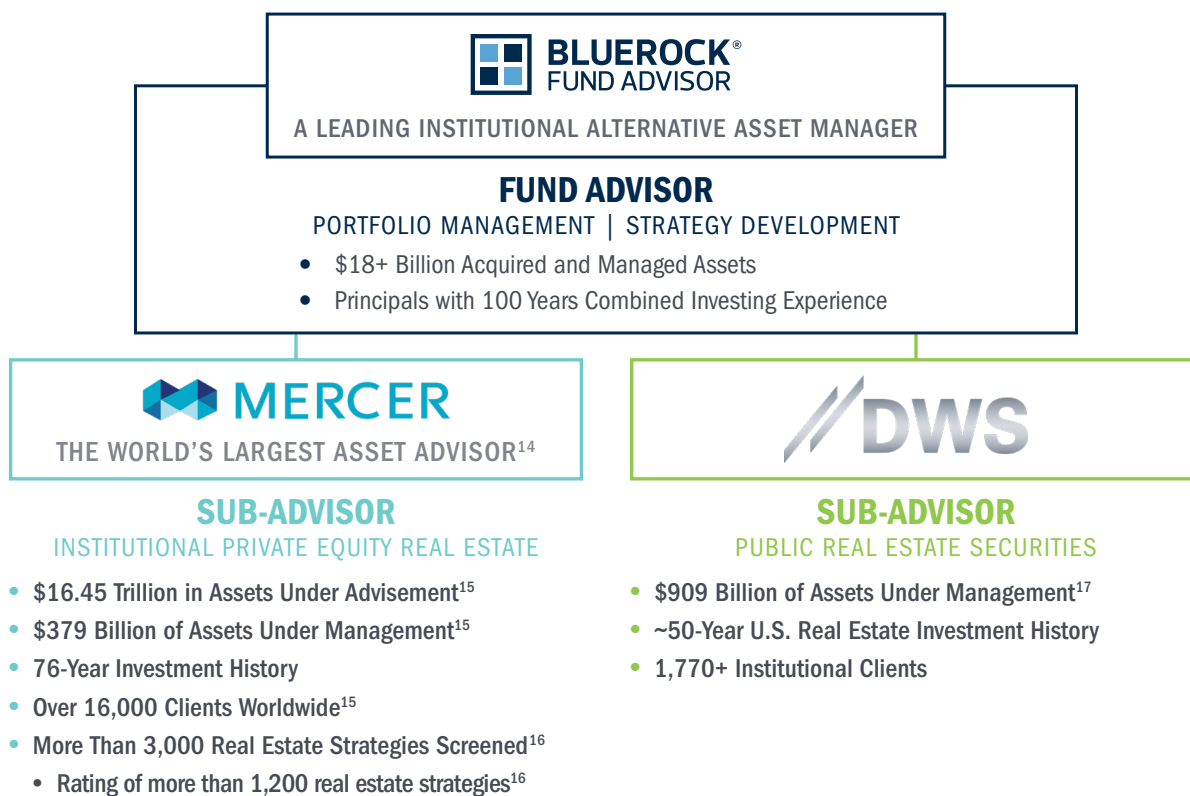 BLUEROCK®
FUND ADVISOR
A LEADING INSTITUTIONAL ALTERNATIVE ASSET MANAGER
FUND ADVISOR
PORTFOLIO MANAGEMENT | STRATEGY DEVELOPMENT
• $18+ Billion Acquired and Managed Assets
• Principals with 100 Years Combined Investing Experience
MERCER
THE WORLD'S LARGEST ASSET ADVISOR14
SUB-ADVISOR
INSTITUTIONAL PRIVATE EQUITY REAL ESTATE
• $16.45 Trillion in Assets Under Advisement15
• $379 Billion of Assets Under Management15
• 76-Year Investment History
• Over 16,000 Clients Worldwide15
• More Than 3,000 Real Estate Strategies Screened16
• Rating of more than 1,200 real estate strategies16
DWS
SUB-ADVISOR
PUBLIC REAL ESTATE SECURITIES
• $909 Billion of Assets Under Management17
• ~50-Year U.S. Real Estate Investment History
• 1,770+ Institutional Clients